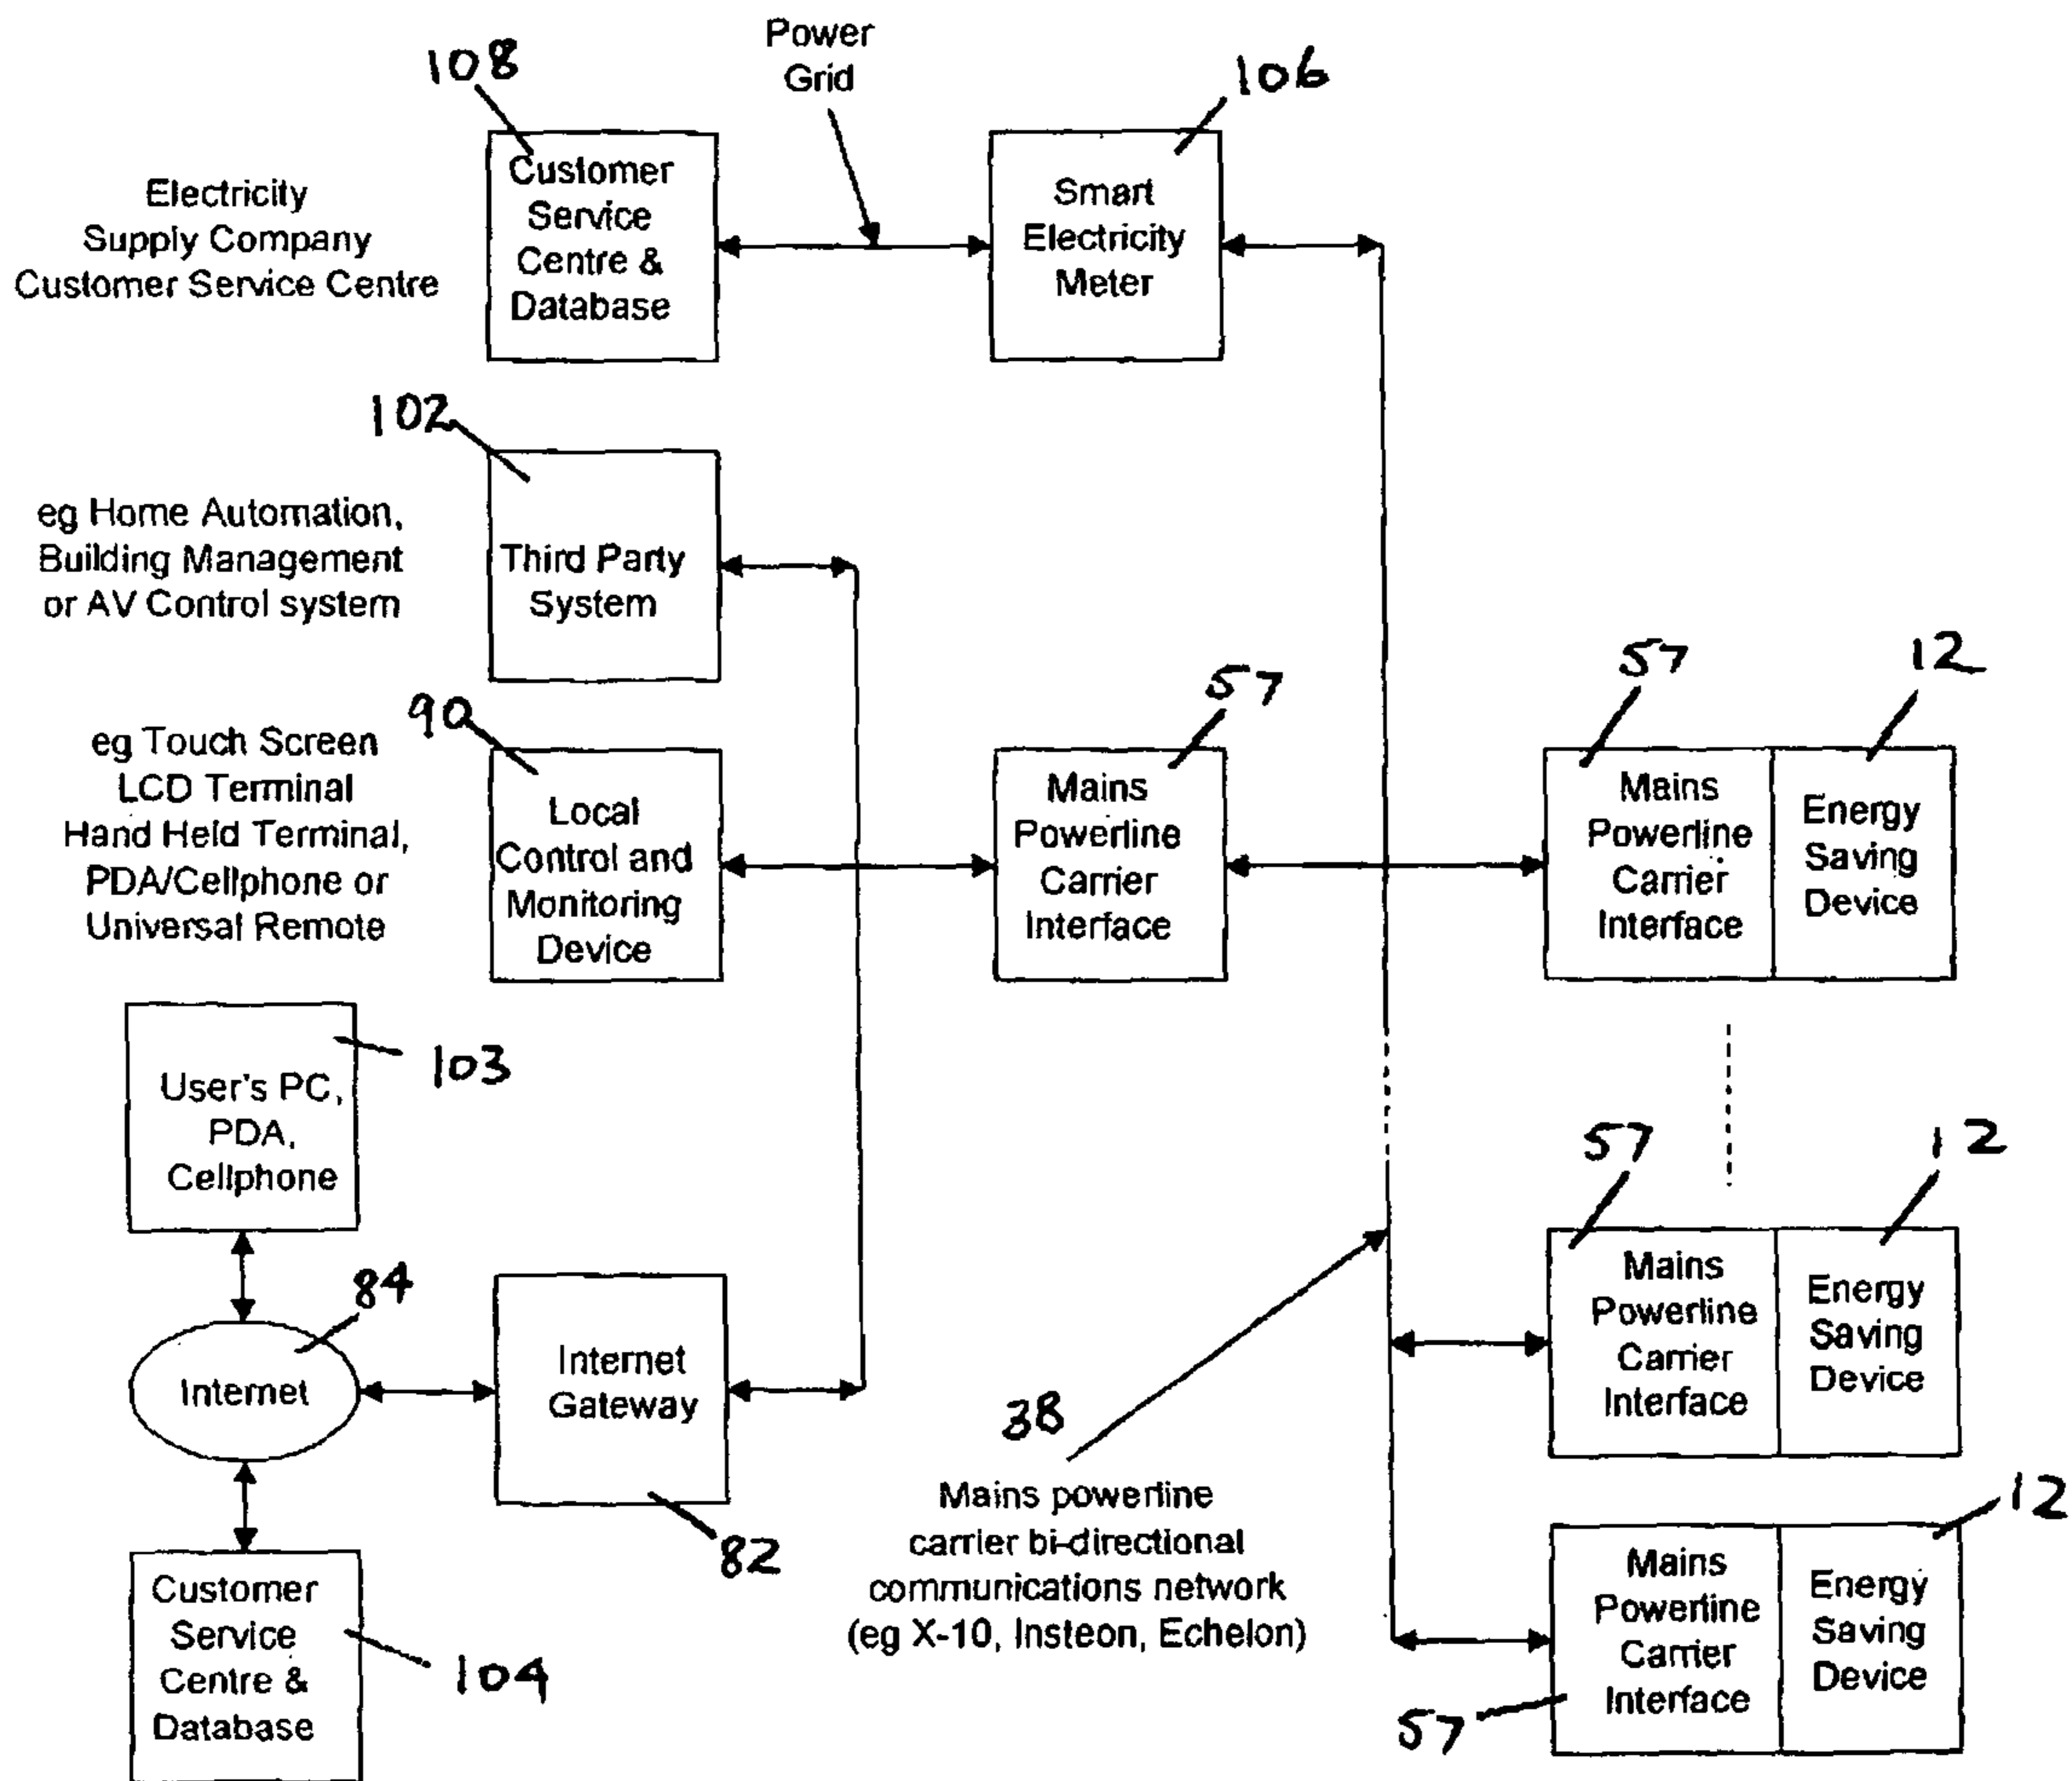 Power
Grid
108
106
Electricity
Supply Company
Customer Service Centre
Customer
Service
Centre &
Database
Smart
Electricity
Meter
102
eg Home Automation,
Building Management
or AV Control system
Third Party
System
90
57
57
12
eg Touch Screen
LCD Terminal
Hand Held Terminal,
PDA/Cellphone or
Universal Remote
Local
Control and
Monitoring
Device
Mains
Powerline
Carrier
Interface
Mains
Powerline
Carrier
Interface
Energy
Saving
Device
103
User's PC,
PDA,
Cellphone
57
12
84
Internet
Internet
Gateway
Mains
Powerline
Carrier
Interface
Energy
Saving
Device
38
Mains powerline
carrier bi-directional
communications network
(eg X-10, Insteon, Echelon)
82
12
Customer
Service
Centre &
Database
104
Mains
Powerline
Carrier
Interface
Energy
Saving
Device
57